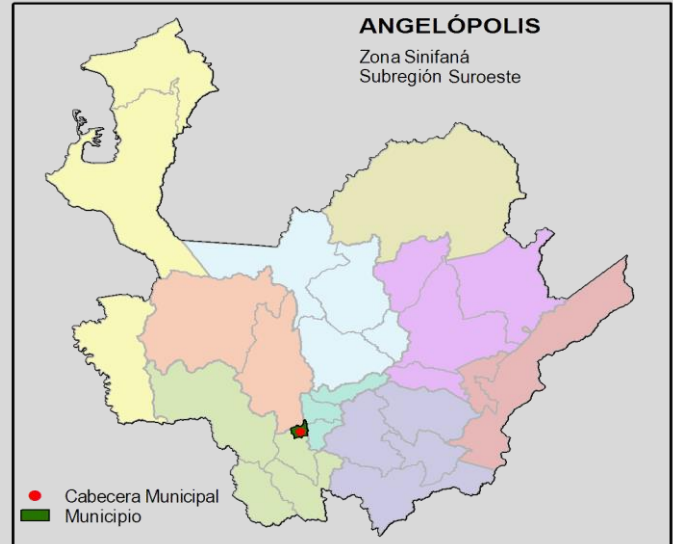 ANGELÓPOLIS
Zona Sinifaná
Subregión Suroeste
Cabecera Municipal
Municipio